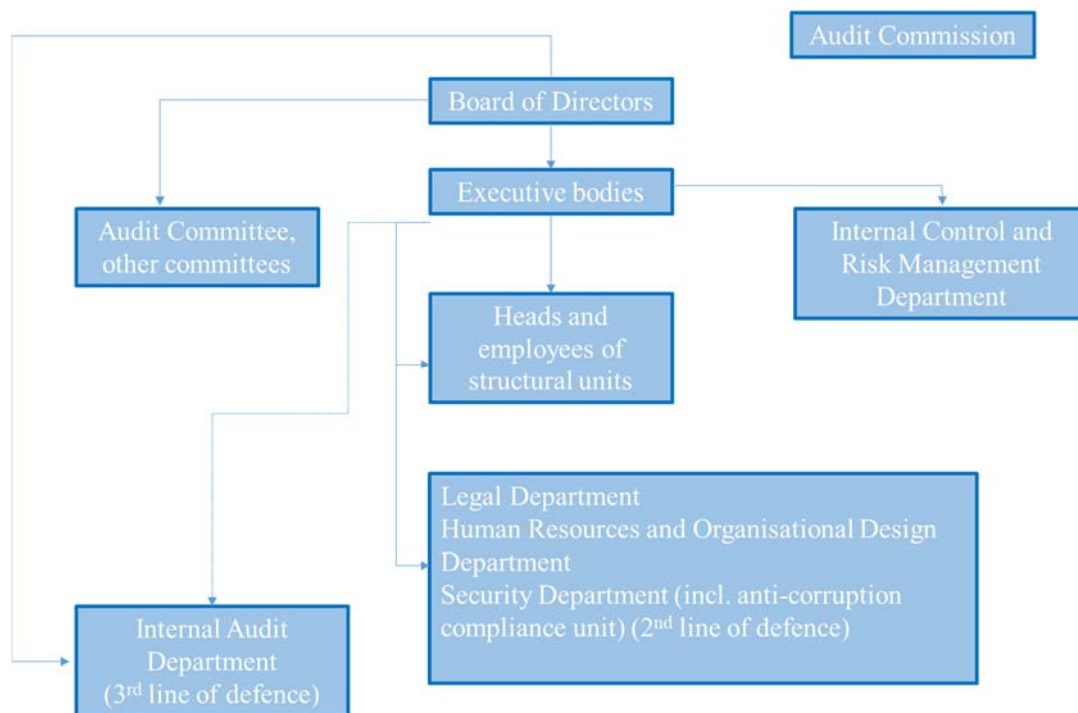 Audit Commission
Board of Directors
Executive bodies
Audit Committee,
other committees
Internal Control and
Risk Management
Department
Heads and
employees of
structural units
Legal Department
Human Resources and Organisational Design
Department
Security Department (incl. anti-corruption
compliance unit) (2nd line of defence)
Internal Audit
Department
(3rd line of defence)